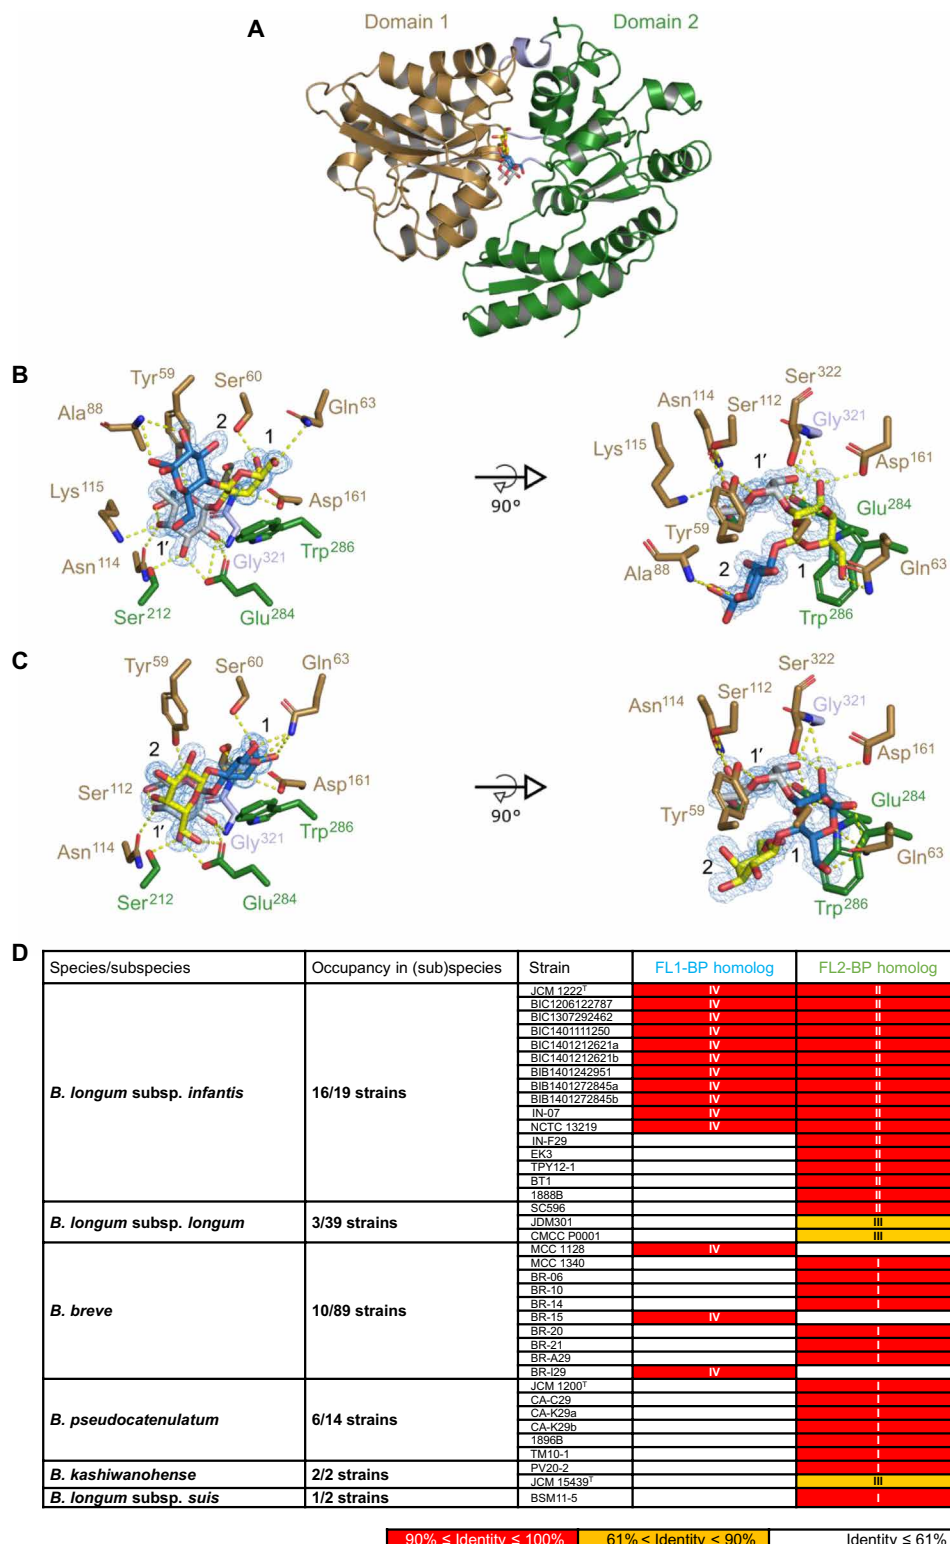 A
Domain 1
Domain 2
B
Tyr59
Ser60
Ala88
2
1
Gln63
Lys115
Asp161
1′
Trp286
Asn114
Gly321
Ser212
Glu284
90°
Ser322
Asn114
Ser112
Gly321
Lys115
1′
Asp161
Glu284
Tyr59
Ala88
2
1
Gln63
Trp286
C
Tyr59
Ser60
Gln63
1
2
Ser112
Asp161
Trp286
1′
Asn114
Gly321
Ser212
Glu284
90°
Ser322
Asn114
Ser112
Gly321
1′
Asp161
Glu284
Tyr59
2
1
Gln63
Trp286
D
Species/subspecies Occupancy in (sub)species Strain FL1-BP homolog FL2-BP homolog
B. longum subsp. infantis 16/19 strains
JCM 1222T IV II
BIC1206122787 IV II
BIC1307292462 IV II
BIC1401111250 IV II
BIC1401212621a IV II
BIC1401212621b IV II
BIB1401242951 IV II
BIB1401272845a IV II
BIB1401272845b IV II
IN-07 IV II
NCTC 13219 IV II
IN-F29 II
EK3 II
TPY12-1 II
BT1 II
1888B II
B. longum subsp. longum 3/39 strains
SC596 II
JDM301 III
CMCC P0001 III
B. breve 10/89 strains
MCC 1128 IV
MCC 1340 I
BR-06 I
BR-10 I
BR-14 I
BR-15 IV
BR-20 I
BR-21 I
BR-A29 I
BR-I29 IV
B. pseudocatenulatum 6/14 strains
JCM 1200T I
CA-C29 I
CA-K29a I
CA-K29b I
1896B I
TM10-1 I
B. kashiwanohense 2/2 strains
PV20-2 I
JCM 15439T III
B. longum subsp. suis 1/2 strains BSM11-5 I
90% ≤ Identity ≤ 100% 61% < Identity < 90% Identity ≤ 61%